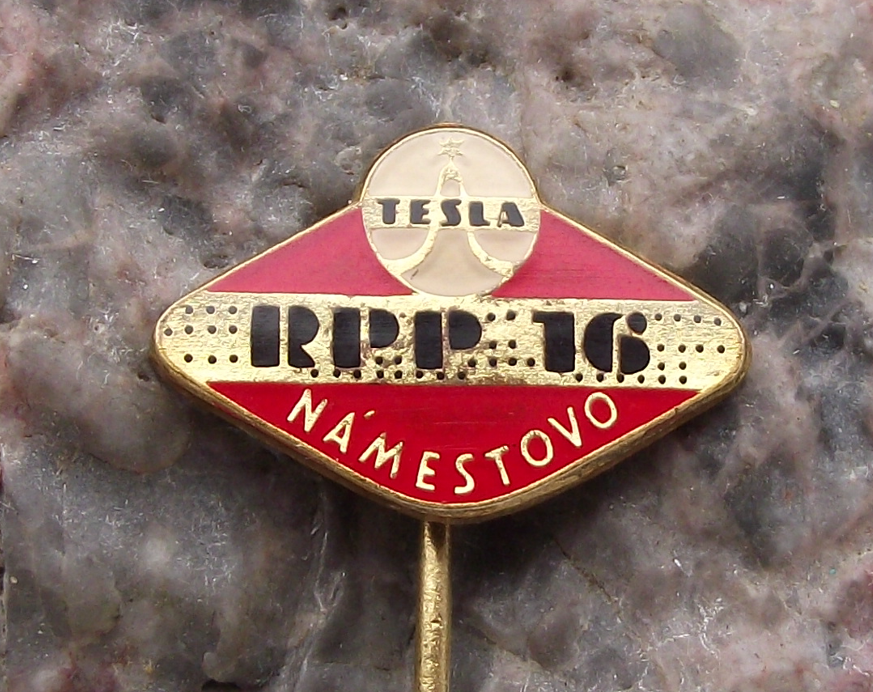 TESLA
RPP 16
NÁMESTOVO